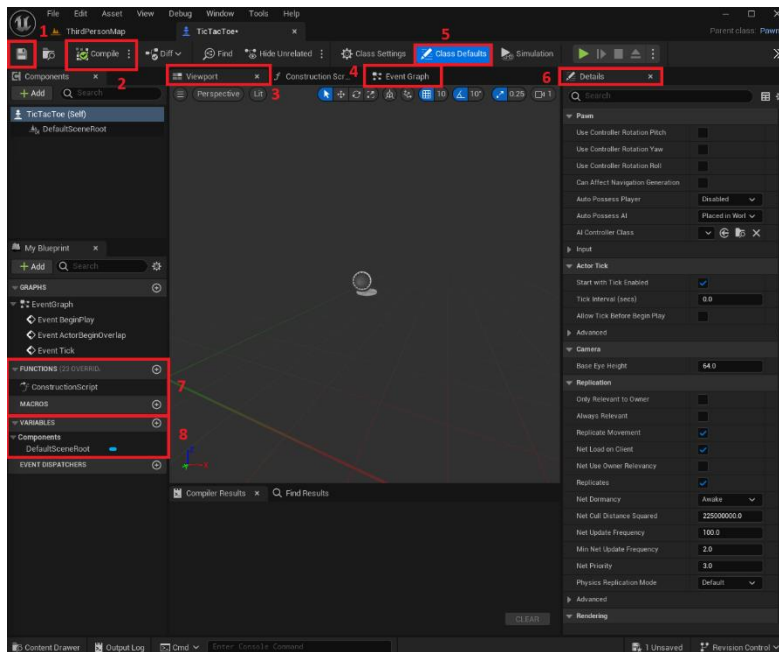 File Edit Asset View Debug Window Tools Help
1 ThirdPersonMap TicTacToe• Parent class: Pawn
5
Compile Diff Find Hide Unrelated Class Settings Class Defaults Simulation
2
Components Viewport Construction Scr... 4 Event Graph 6 Details
+ Add Search Perspective Lit 3 10 10° 0.25 1 Search
TicTacToe (Self)
DefaultSceneRoot
My Blueprint
+ Add Search
GRAPHS
EventGraph
Event BeginPlay
Event ActorBeginOverlap
Event Tick
FUNCTIONS (23 OVERRID.
ConstructionScript
7
MACROS
VARIABLES
Components
8
DefaultSceneRoot
EVENT DISPATCHERS
Compiler Results Find Results
CLEAR
Pawn
Use Controller Rotation Pitch
Use Controller Rotation Yaw
Use Controller Rotation Roll
Can Affect Navigation Generation
Auto Possess Player Disabled
Auto Possess AI Placed in Worl
AI Controller Class
Input
Actor Tick
Start with Tick Enabled
Tick Interval (secs) 0.0
Allow Tick Before Begin Play
Advanced
Camera
Base Eye Height 64.0
Replication
Only Relevant to Owner
Always Relevant
Replicate Movement
Net Load on Client
Net Use Owner Relevancy
Replicates
Net Dormancy Awake
Net Cull Distance Squared 225000000.0
Net Update Frequency 100.0
Min Net Update Frequency 2.0
Net Priority 3.0
Physics Replication Mode Default
Advanced
Rendering
Content Drawer Output Log Cmd Enter Console Command 1 Unsaved Revision Control